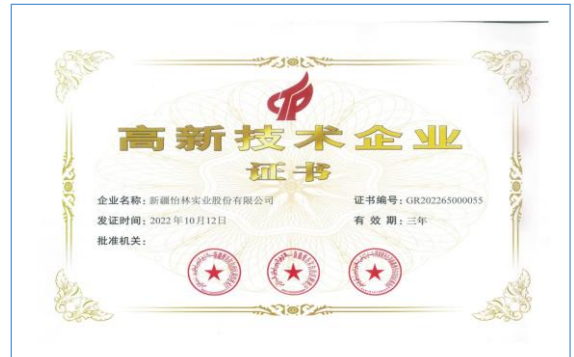 高新技术企业
证书
企业名称：新疆怡林实业股份有限公司
证书编号：GR202265000055
发证时间：2022年10月12日
有效期：三年
批准机关：